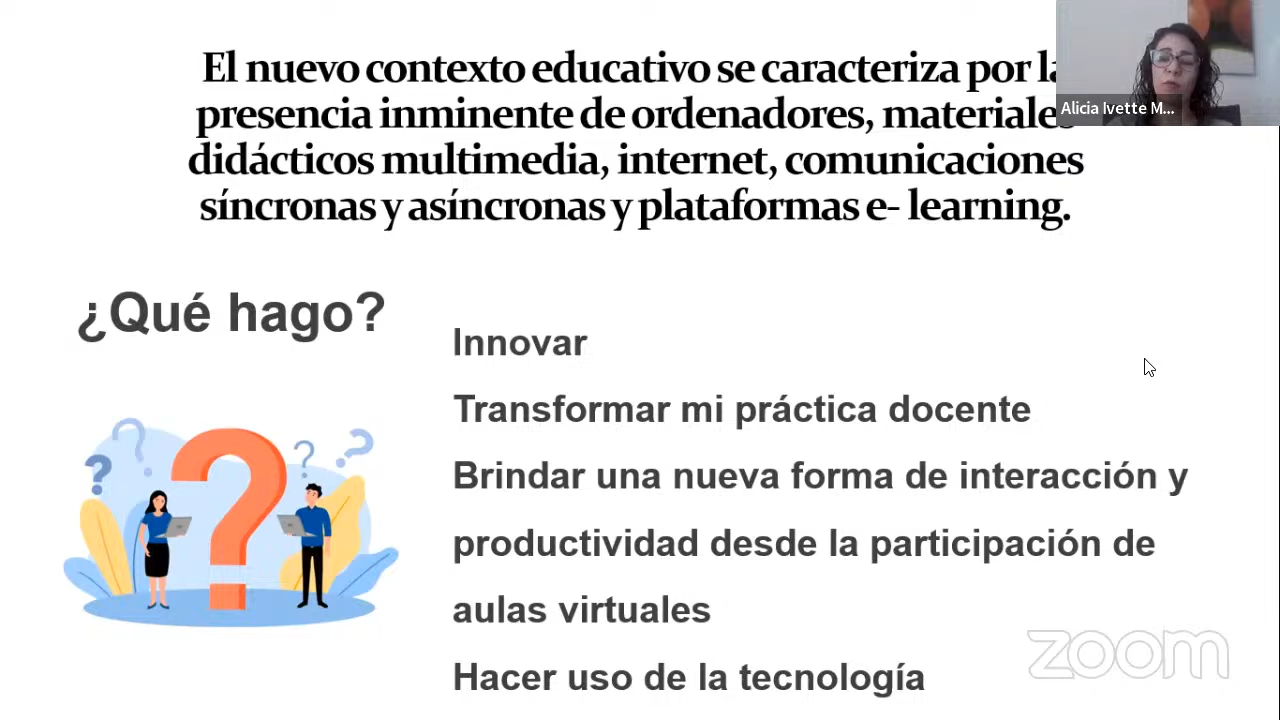 El nuevo contexto educativo se caracteriza por la
presencia inminente de ordenadores, materiales
didácticos multimedia, internet, comunicaciones
síncronas y asíncronas y plataformas e- learning.
Alicia Ivette M...
¿Qué hago?
Innovar
Transformar mi práctica docente
Brindar una nueva forma de interacción y
productividad desde la participación de
aulas virtuales
Hacer uso de la tecnología
zoom